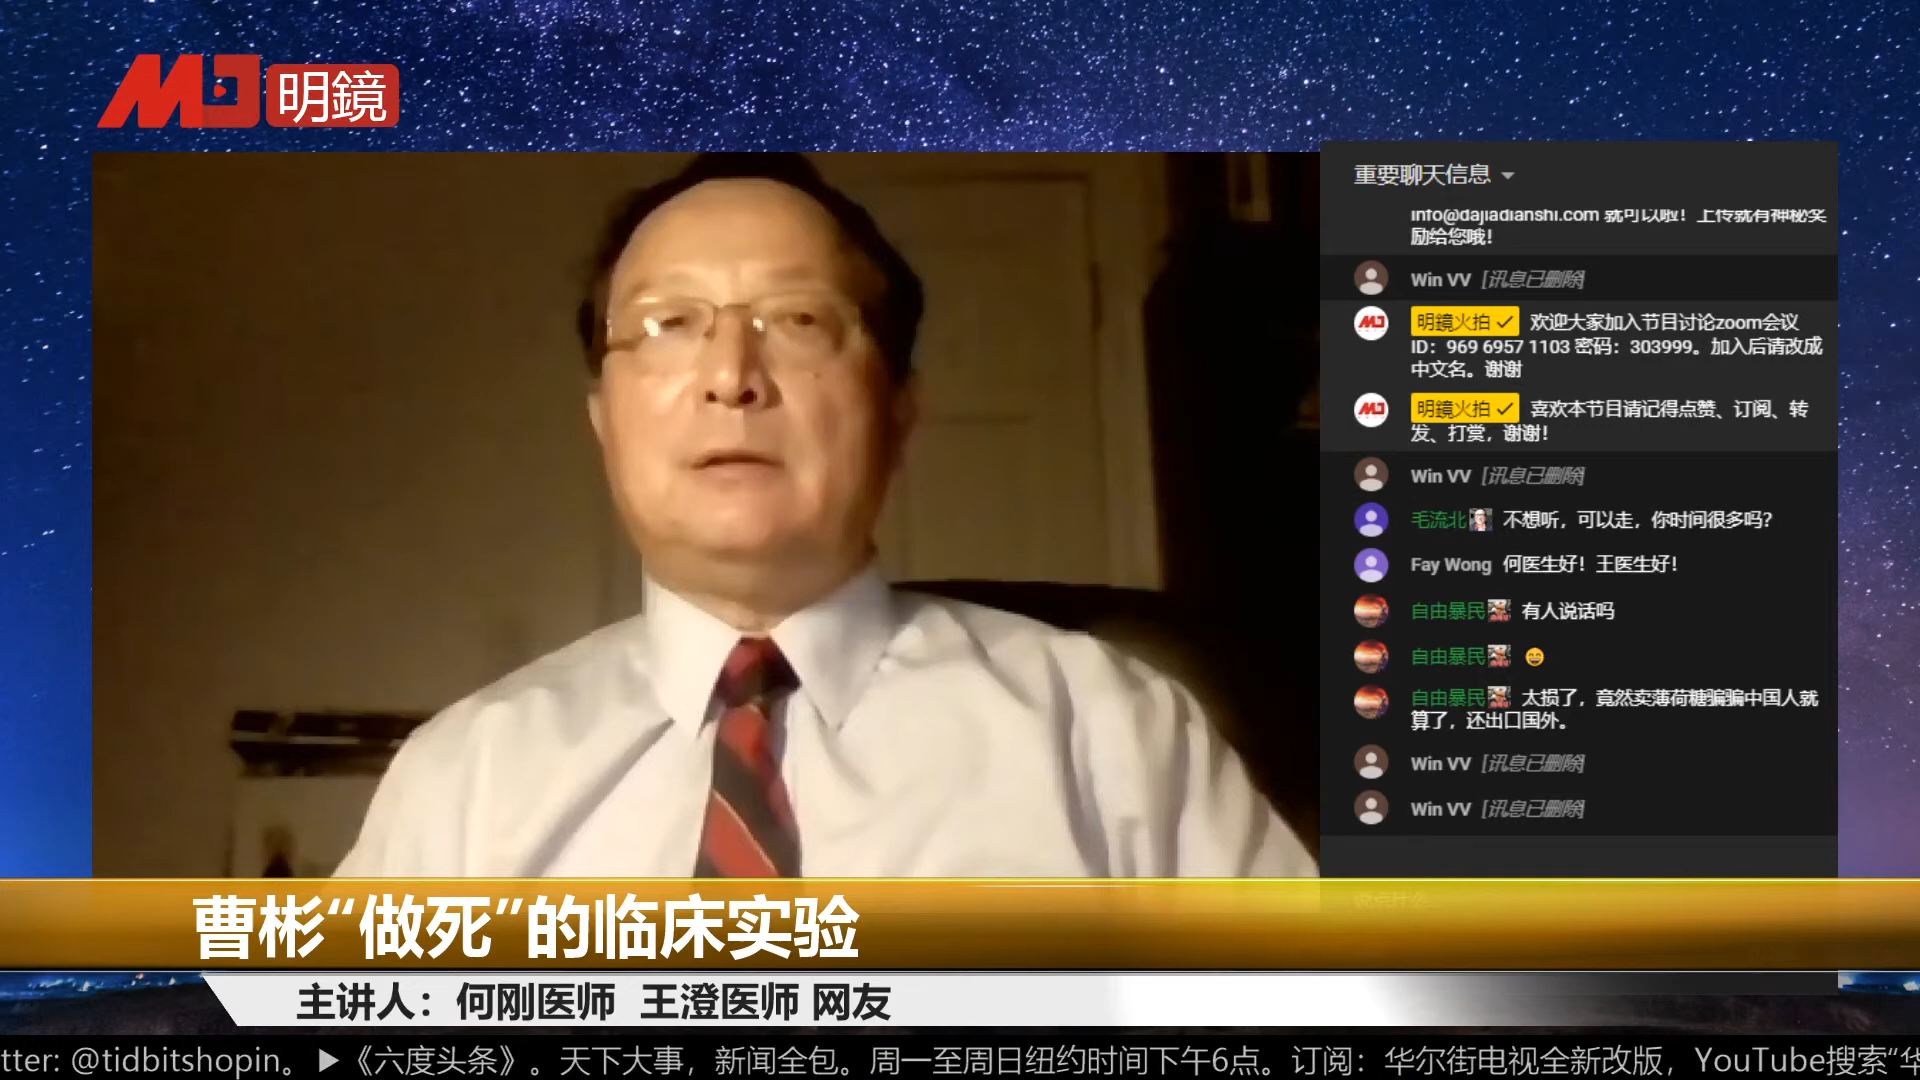 MJ 明鏡
重要聊天信息
info@dajiadianshi.com 就可以啦！上传就有神秘奖
励给您哦！
Win VV [讯息已删除]
明鏡火拍 ✓ 欢迎大家加入节目讨论zoom会议
ID：969 6957 1103 密码：303999。加入后请改成
中文名。谢谢
明鏡火拍 ✓ 喜欢本节目请记得点赞、订阅、转
发、打赏，谢谢！
Win VV [讯息已删除]
毛流北 不想听，可以走，你时间很多吗？
Fay Wong 何医生好！王医生好！
自由暴民 有人说话吗
自由暴民 😄
自由暴民 太损了，竟然卖薄荷糖骗骗中国人就
算了，还出口国外。
Win VV [讯息已删除]
Win VV [讯息已删除]
说点什么
曹彬“做死”的临床实验
主讲人：何刚医师 王澄医师 网友
tter: @tidbitshopin。▶《六度头条》。天下大事，新闻全包。周一至周日纽约时间下午6点。订阅：华尔街电视全新改版，YouTube搜索“华